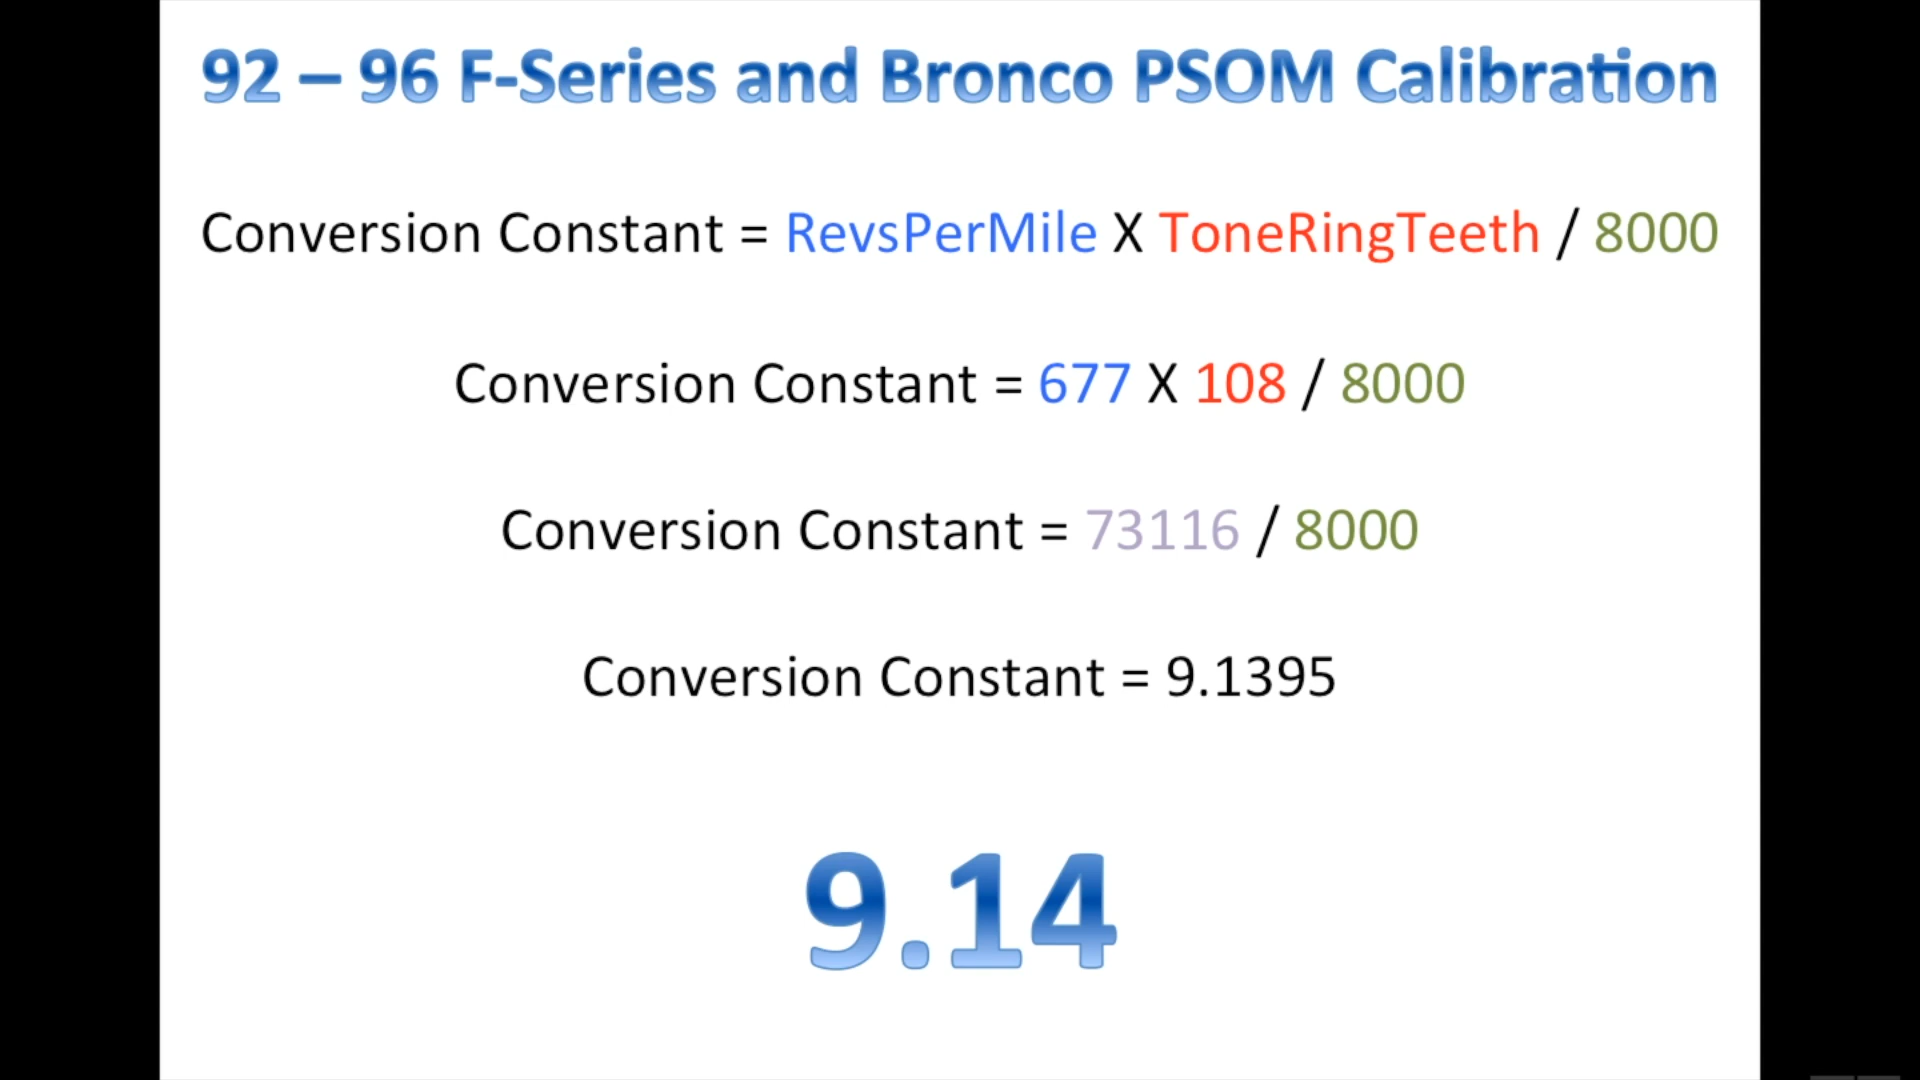 92 – 96 F-Series and Bronco PSOM Calibration
Conversion Constant = RevsPerMile X ToneRingTeeth / 8000
Conversion Constant = 677 X 108 / 8000
Conversion Constant = 73116 / 8000
Conversion Constant = 9.1395
9.14